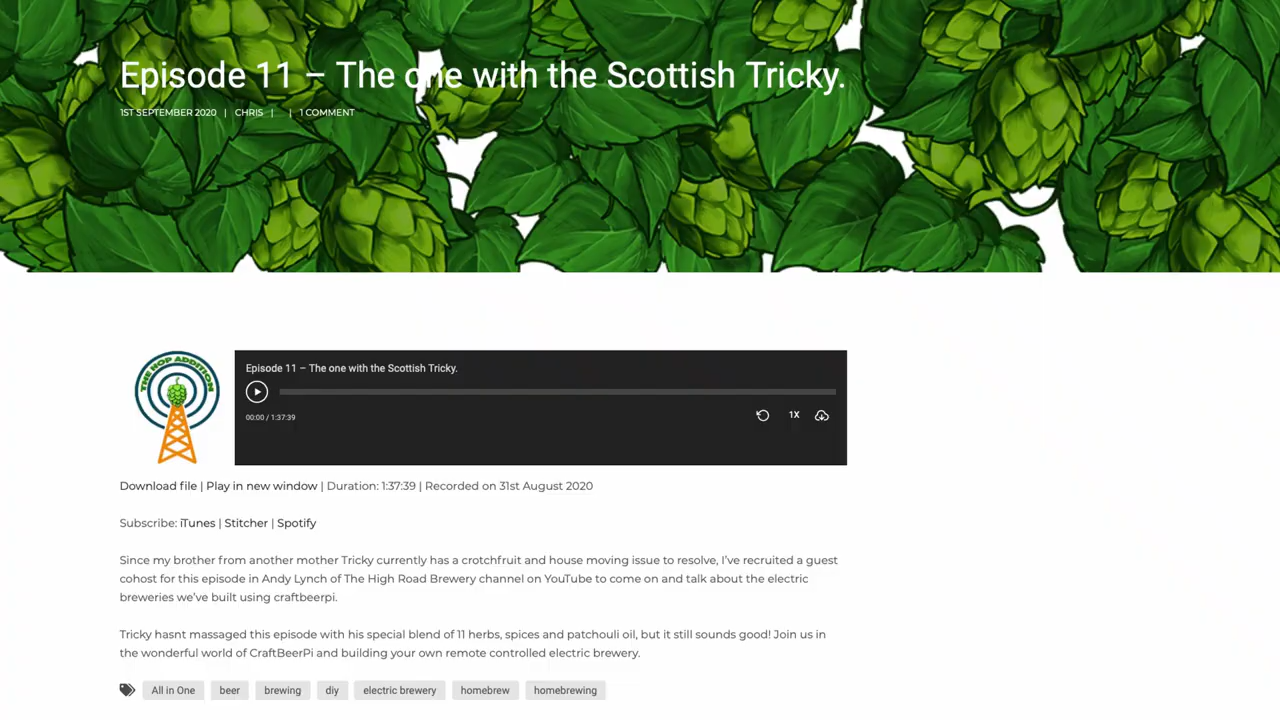 Episode 11 – The one with the Scottish Tricky.
1ST SEPTEMBER 2020 | CHRIS | | 1 COMMENT
THE HOP ADDITION
Episode 11 – The one with the Scottish Tricky.
00:00 / 1:37:39
1X
Download file | Play in new window | Duration: 1:37:39 | Recorded on 31st August 2020
Subscribe: iTunes | Stitcher | Spotify
Since my brother from another mother Tricky currently has a crotchfruit and house moving issue to resolve, I’ve recruited a guest
cohost for this episode in Andy Lynch of The High Road Brewery channel on YouTube to come on and talk about the electric
breweries we’ve built using craftbeerpi.
Tricky hasnt massaged this episode with his special blend of 11 herbs, spices and patchouli oil, but it still sounds good! Join us in
the wonderful world of CraftBeerPi and building your own remote controlled electric brewery.
All in One beer brewing diy electric brewery homebrew homebrewing